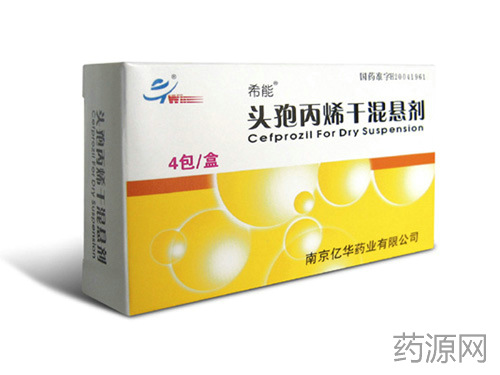 国药准字H20041961
希能®
头孢丙烯干混悬剂
Cefprozil For Dry Suspension
4包/盒
南京亿华药业有限公司
头孢丙烯干混悬剂
Cefprozil For Dry Suspension
药源网